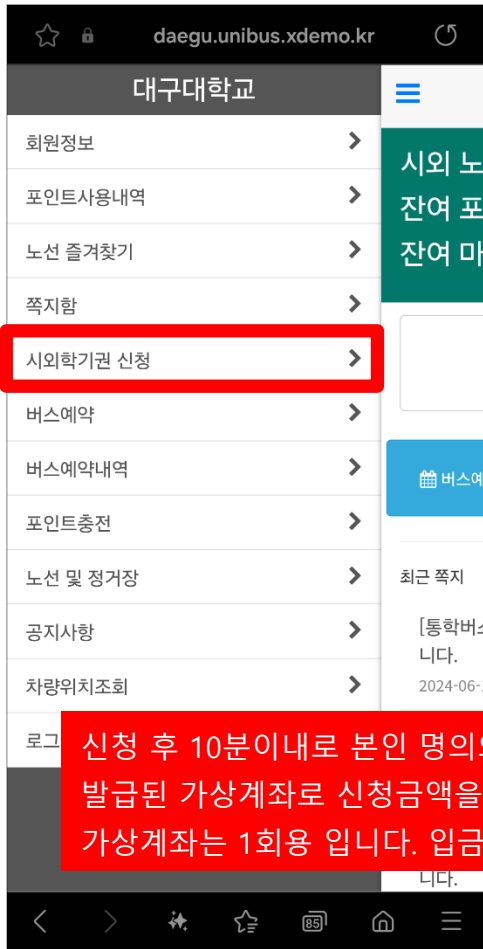 daegu.unibus.xdemo.kr
대구대학교
회원정보
포인트사용내역
노선 즐겨찾기
쪽지함
시외학기권 신청
버스예약
버스예약내역
포인트충전
노선 및 정거장
공지사항
차량위치조회
로그
시외 노
잔여 포
잔여 마
버스예
최근 쪽지
[통학버스
니다.
2024-06-
신청 후 10분이내로 본인 명의
발급된 가상계좌로 신청금액을
가상계좌는 1회용 입니다. 입금
니다.
85